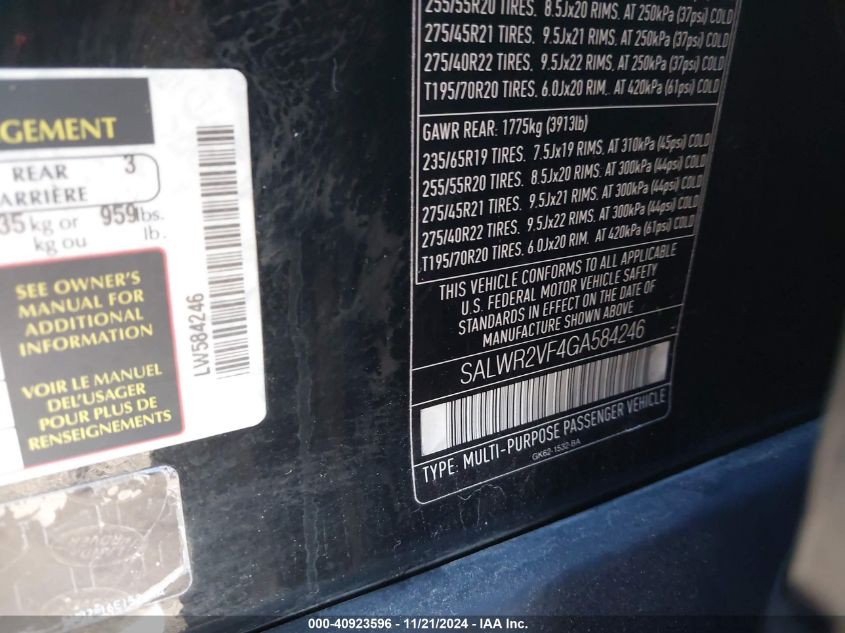 GEMENT
REAR 3
ARRIÈRE
35 kg or 959 lbs.
kg ou lb.
SEE OWNER'S
MANUAL FOR
ADDITIONAL
INFORMATION
VOIR LE MANUEL
DE L'USAGER
POUR PLUS DE
RENSEIGNEMENTS
LW584246
255/55R20 TIRES. 8.5Jx20 RIMS, AT 250kPa (37psi) COLD
275/45R21 TIRES, 9.5Jx21 RIMS, AT 250kPa (37psi) COLD
275/40R22 TIRES, 9.5Jx22 RIMS, AT 250kPa (37psi) COLD
T195/70R20 TIRES, 6.0Jx20 RIM, AT 420kPa (61psi) COLD
GAWR REAR: 1775kg (3913lb)
235/65R19 TIRES. 7.5Jx19 RIMS, AT 310kPa (45psi) COLD
255/55R20 TIRES, 8.5Jx20 RIMS, AT 300kPa (44psi) COLD
275/45R21 TIRES, 9.5Jx21 RIMS, AT 300kPa (44psi) COLD
275/40R22 TIRES, 9.5Jx22 RIMS, AT 300kPa (44psi) COLD
T195/70R20 TIRES, 6.0Jx20 RIM, AT 420kPa (61psi) COLD
THIS VEHICLE CONFORMS TO ALL APPLICABLE
U.S. FEDERAL MOTOR VEHICLE SAFETY
STANDARDS IN EFFECT ON THE DATE OF
MANUFACTURE SHOWN ABOVE
SALWR2VF4GA584246
TYPE: MULTI-PURPOSE PASSENGER VEHICLE
GK62-1532-BA
000-40923596 - 11/21/2024 - IAA Inc.